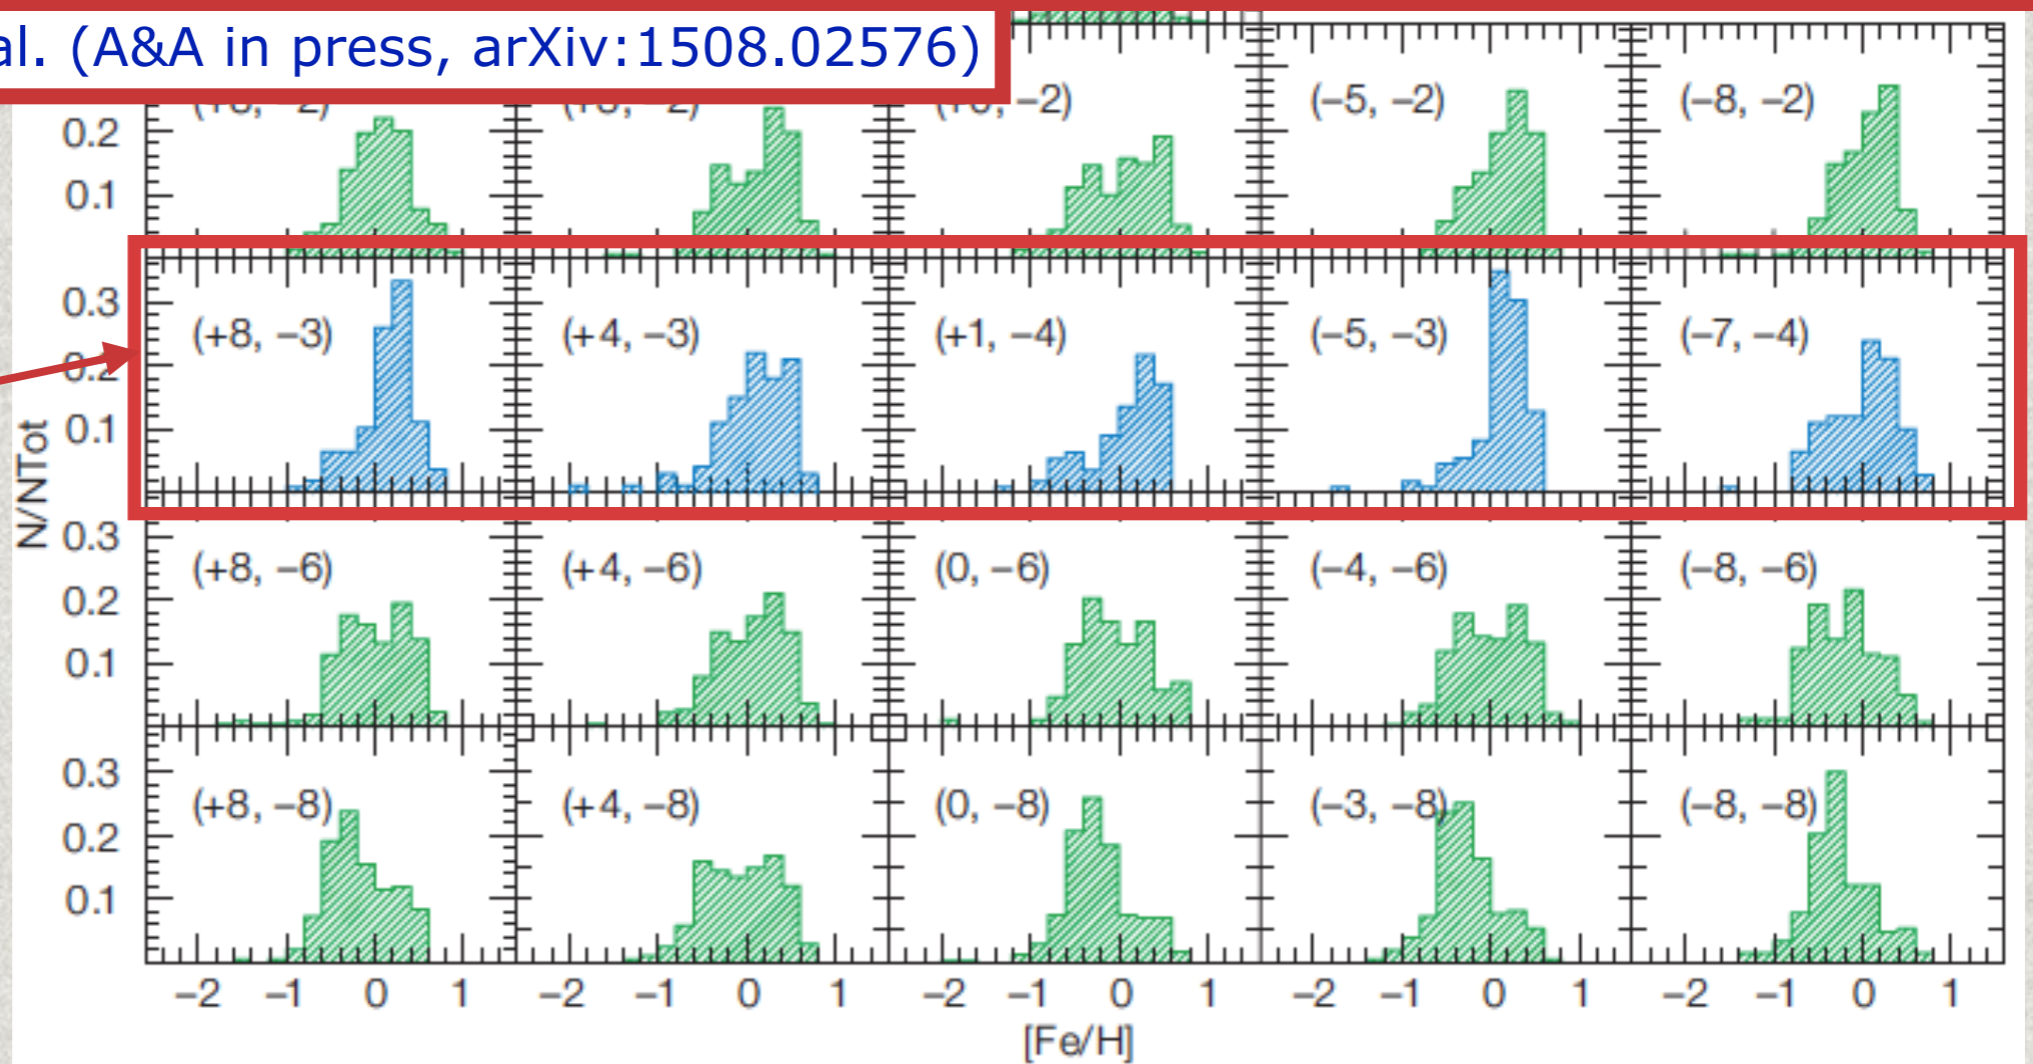 al. (A&A in press, arXiv:1508.02576)
−2) (−5, −2) (−8, −2)
0.2
0.1
0.3
(+8, −3) (+4, −3) (+1, −4) (−5, −3) (−7, −4)
0.2
0.1
N/NTot
0.3
(+8, −6) (+4, −6) (0, −6) (−4, −6) (−8, −6)
0.2
0.1
0.3
(+8, −8) (+4, −8) (0, −8) (−3, −8) (−8, −8)
0.2
0.1
−2 −1 0 1 −2 −1 0 1 −2 −1 0 1 −2 −1 0 1 −2 −1 0 1
[Fe/H]